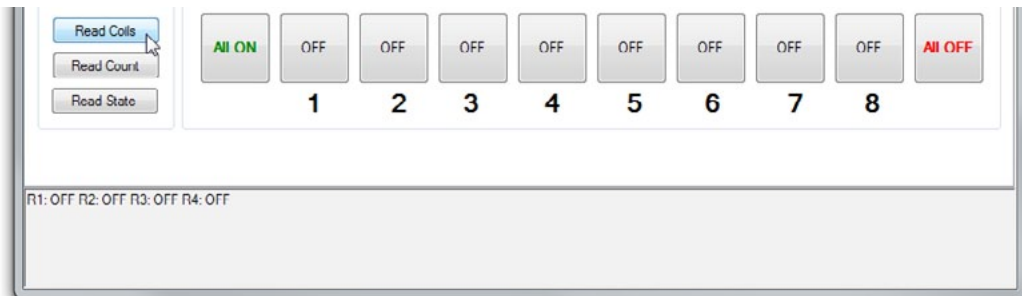 Read Coils
Read Count
Read State
All ON OFF OFF OFF OFF OFF OFF OFF OFF All OFF
1 2 3 4 5 6 7 8
R1: OFF R2: OFF R3: OFF R4: OFF